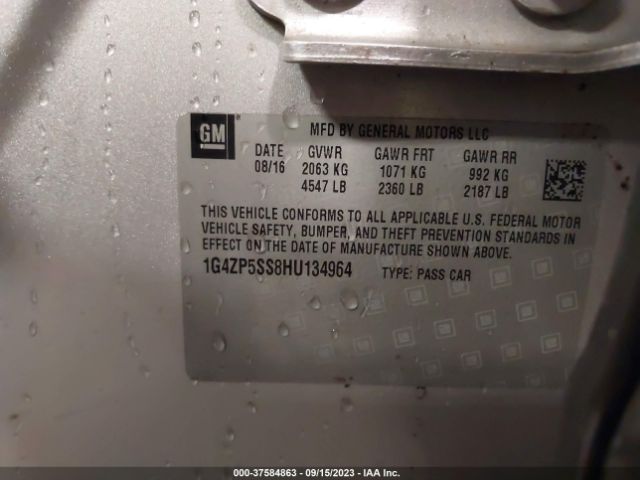 GM
MFD BY GENERAL MOTORS LLC
DATE GVWR GAWR FRT GAWR RR
08/16 2063 KG 1071 KG 992 KG
4547 LB 2360 LB 2187 LB
THIS VEHICLE CONFORMS TO ALL APPLICABLE U.S. FEDERAL MOTOR
VEHICLE SAFETY, BUMPER, AND THEFT PREVENTION STANDARDS IN
EFFECT ON THE DATE OF MANUFACTURE SHOWN ABOVE.
1G4ZP5SS8HU134964 TYPE: PASS CAR
000-37584863 - 09/15/2023 - IAA Inc.